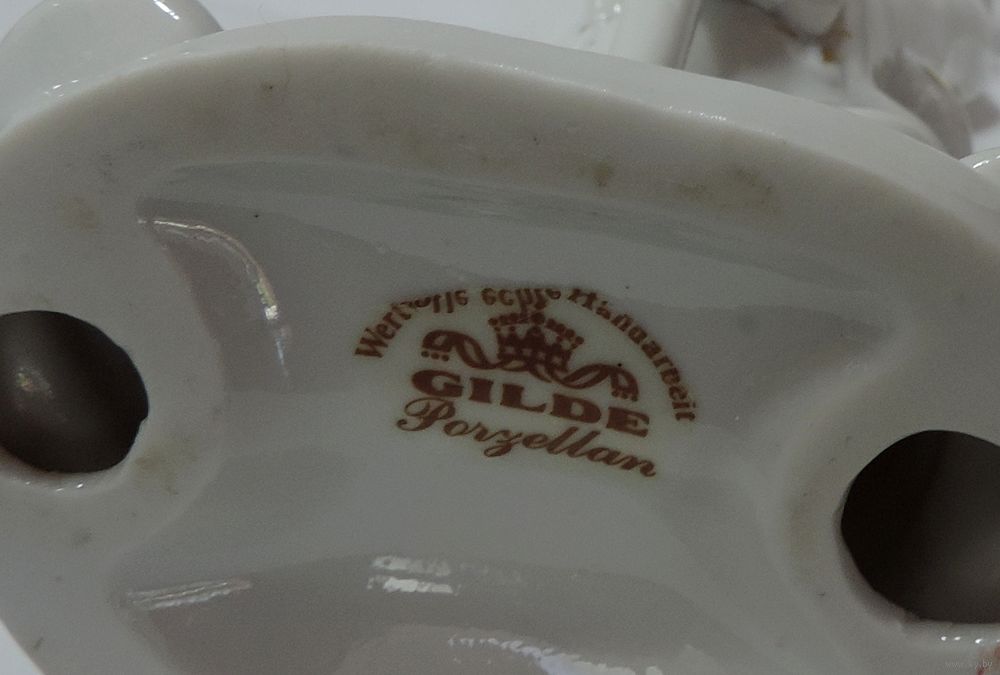 Wertvolle echte Handarbeit
GILDE
Porzellan